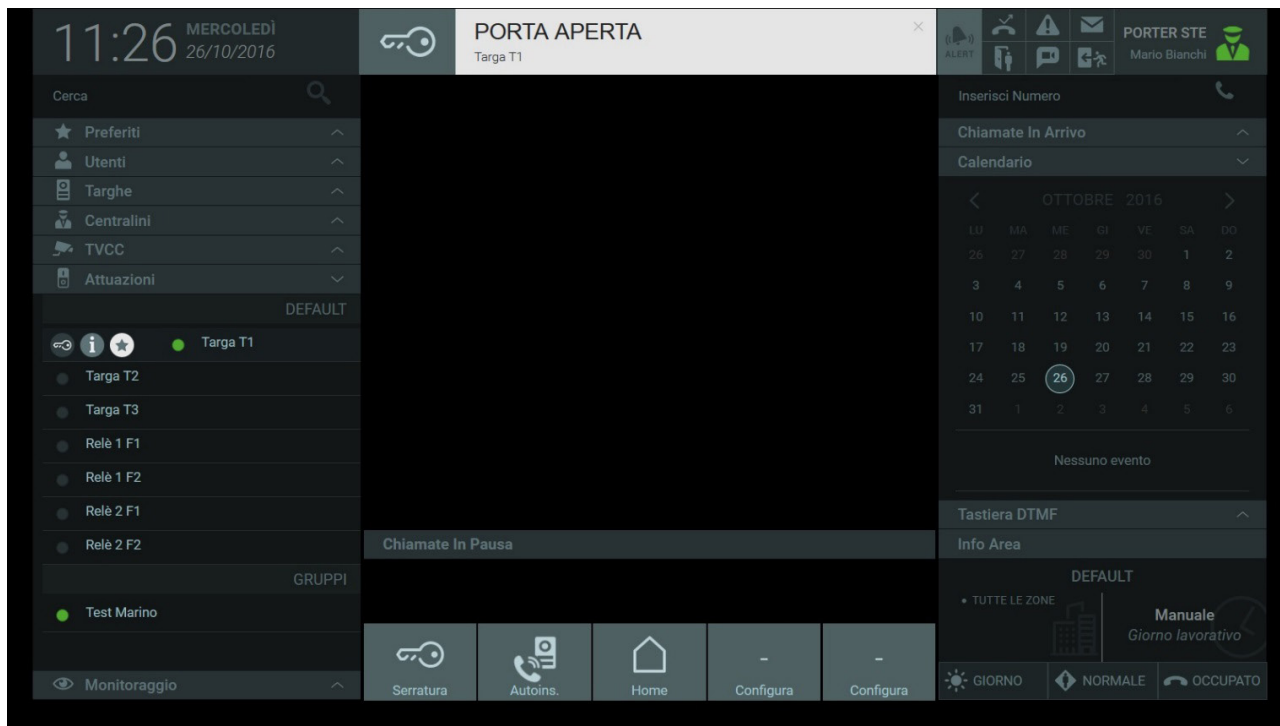 11:26 MERCOLEDÌ
26/10/2016
PORTA APERTA
Targa T1
×
ALERT
PORTER STE
Mario Bianchi
Cerca
Preferiti
Utenti
Targhe
Centralini
TVCC
Attuazioni
DEFAULT
Targa T1
Targa T2
Targa T3
Relè 1 F1
Relè 1 F2
Relè 2 F1
Relè 2 F2
GRUPPI
Test Marino
Monitoraggio
Chiamate In Pausa
Serratura
Autoins.
Home
-
Configura
-
Configura
Inserisci Numero
Chiamate In Arrivo
Calendario
OTTOBRE 2016
LU MA ME GI VE SA DO
26 27 28 29 30 1 2
3 4 5 6 7 8 9
10 11 12 13 14 15 16
17 18 19 20 21 22 23
24 25 26 27 28 29 30
31 1 2 3 4 5 6
Nessuno evento
Tastiera DTMF
Info Area
DEFAULT
• TUTTE LE ZONE
Manuale
Giorno lavorativo
GIORNO NORMALE OCCUPATO